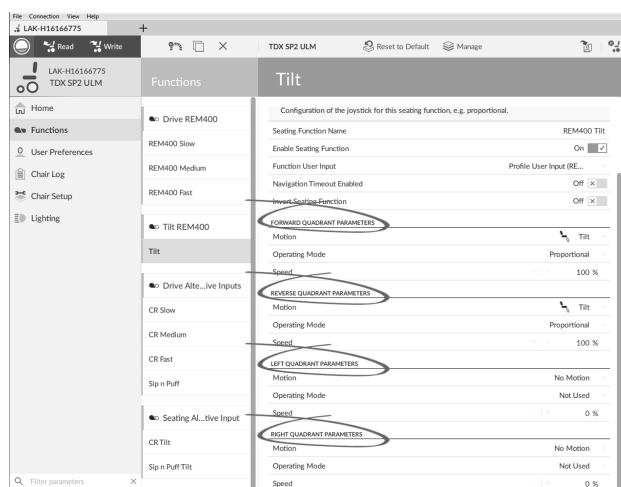 File Connection View Help
LAK-H16166775 +
Read Write TDX SP2 ULM Reset to Default Manage
LAK-H16166775
TDX SP2 ULM
Home
Functions
User Preferences
Chair Log
Chair Setup
Lighting
Filter parameters ×
Functions
Drive REM400
REM400 Slow
REM400 Medium
REM400 Fast
Tilt REM400
Tilt
Drive Alte...ive Inputs
CR Slow
CR Medium
CR Fast
Sip n Puff
Seating Al...tive Input
CR Tilt
Sip n Puff Tilt
Tilt
Configuration of the joystick for this seating function, e.g. proportional.
Seating Function Name REM400 Tilt
Enable Seating Function On
Function User Input Profile User Input (RE...
Navigation Timeout Enabled Off
Invert Seating Function Off
FORWARD QUADRANT PARAMETERS
Motion Tilt
Operating Mode Proportional
Speed 100 %
REVERSE QUADRANT PARAMETERS
Motion Tilt
Operating Mode Proportional
Speed 100 %
LEFT QUADRANT PARAMETERS
Motion No Motion
Operating Mode Not Used
Speed 0 %
RIGHT QUADRANT PARAMETERS
Motion No Motion
Operating Mode Not Used
Speed 0 %